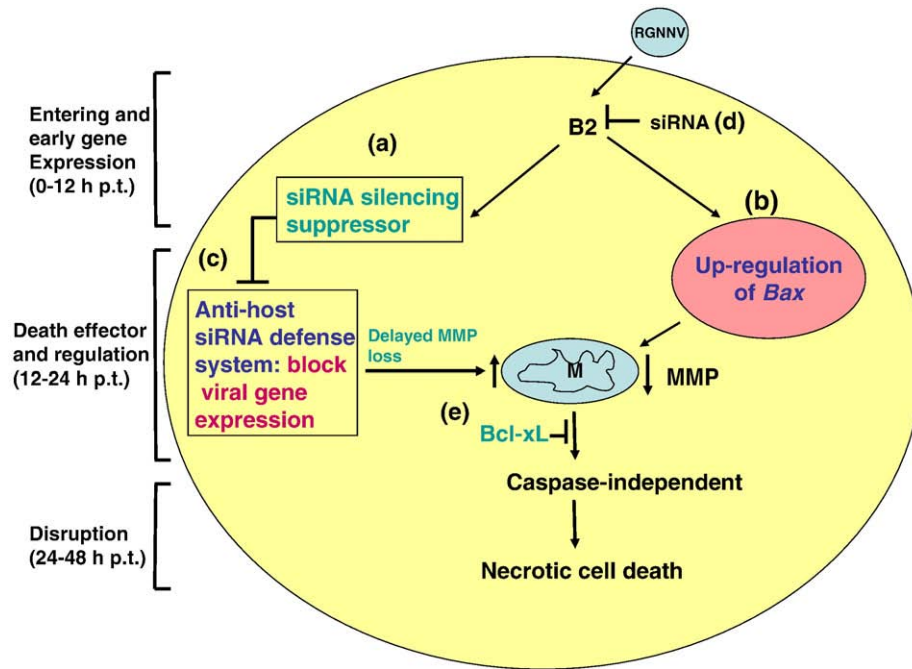 RGNNV
Entering and
early gene
Expression
(0-12 h p.t.)
B2
siRNA (d)
(a)
siRNA silencing
suppressor
(b)
Up-regulation
of Bax
(c)
Anti-host
siRNA defense
system: block
viral gene
expression
Death effector
and regulation
(12-24 h p.t.)
Delayed MMP
loss
M
MMP
(e)
Bcl-xL
Caspase-independent
Disruption
(24-48 h p.t.)
Necrotic cell death